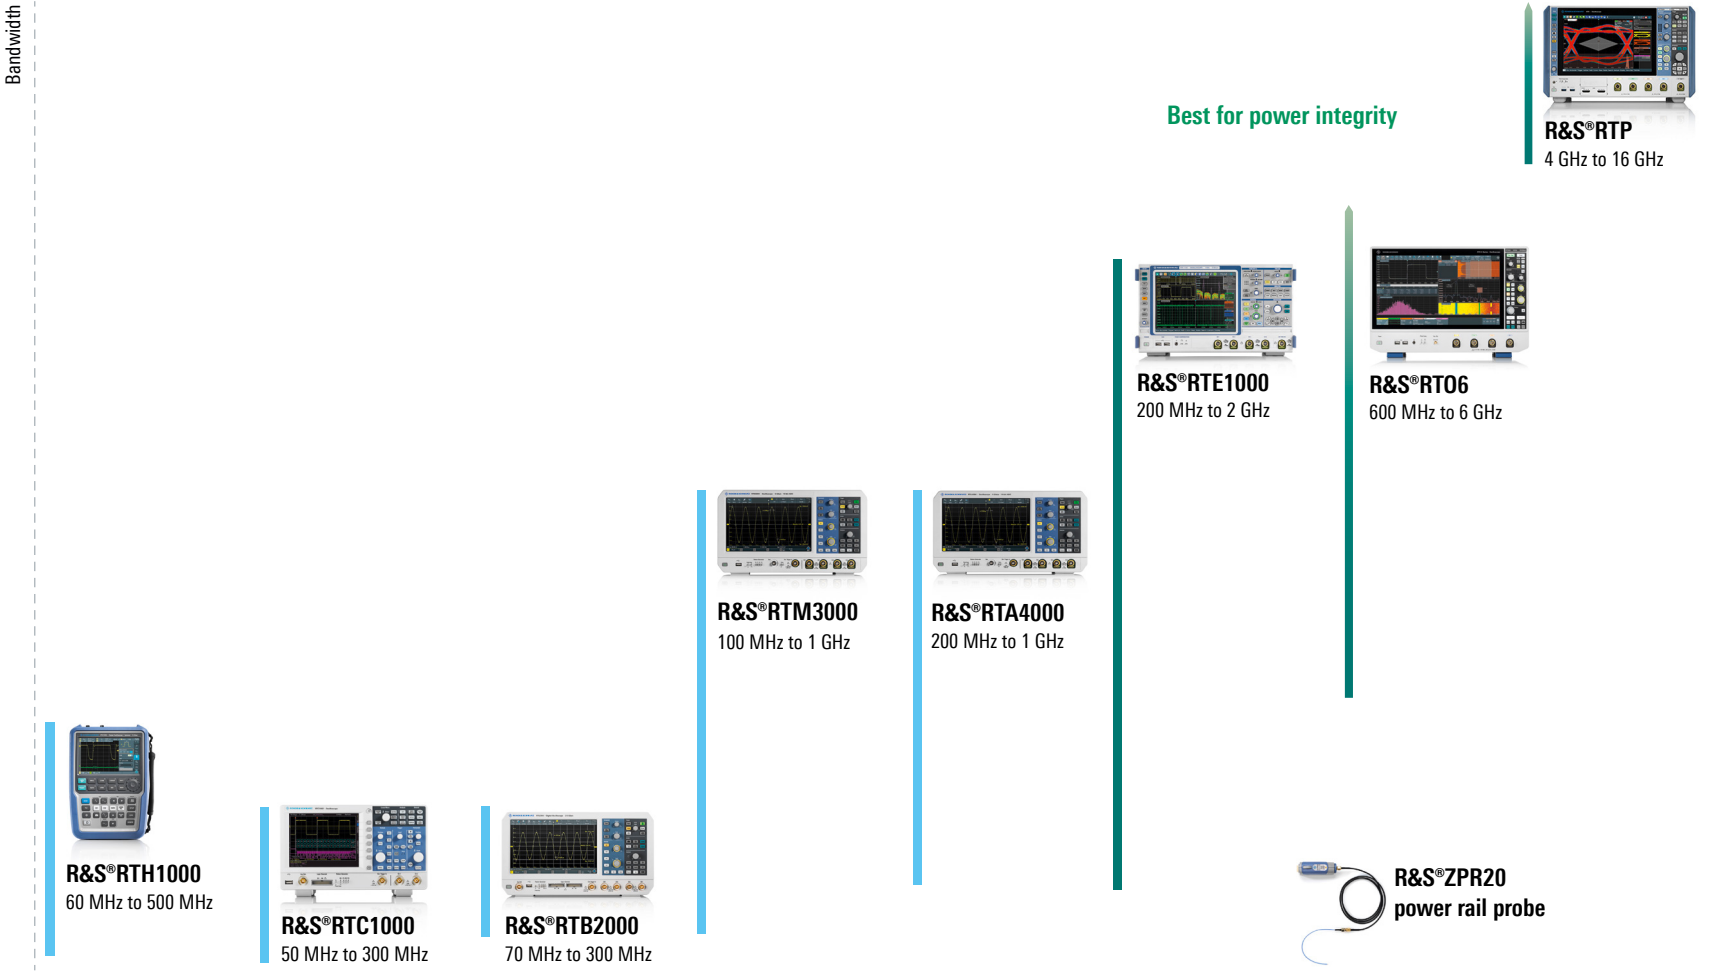 Bandwidth
Best for power integrity
R&S®RTP
4 GHz to 16 GHz
R&S®RTE1000
200 MHz to 2 GHz
R&S®RTO6
600 MHz to 6 GHz
R&S®RTM3000
100 MHz to 1 GHz
R&S®RTA4000
200 MHz to 1 GHz
R&S®RTH1000
60 MHz to 500 MHz
R&S®RTC1000
50 MHz to 300 MHz
R&S®RTB2000
70 MHz to 300 MHz
R&S®ZPR20
power rail probe